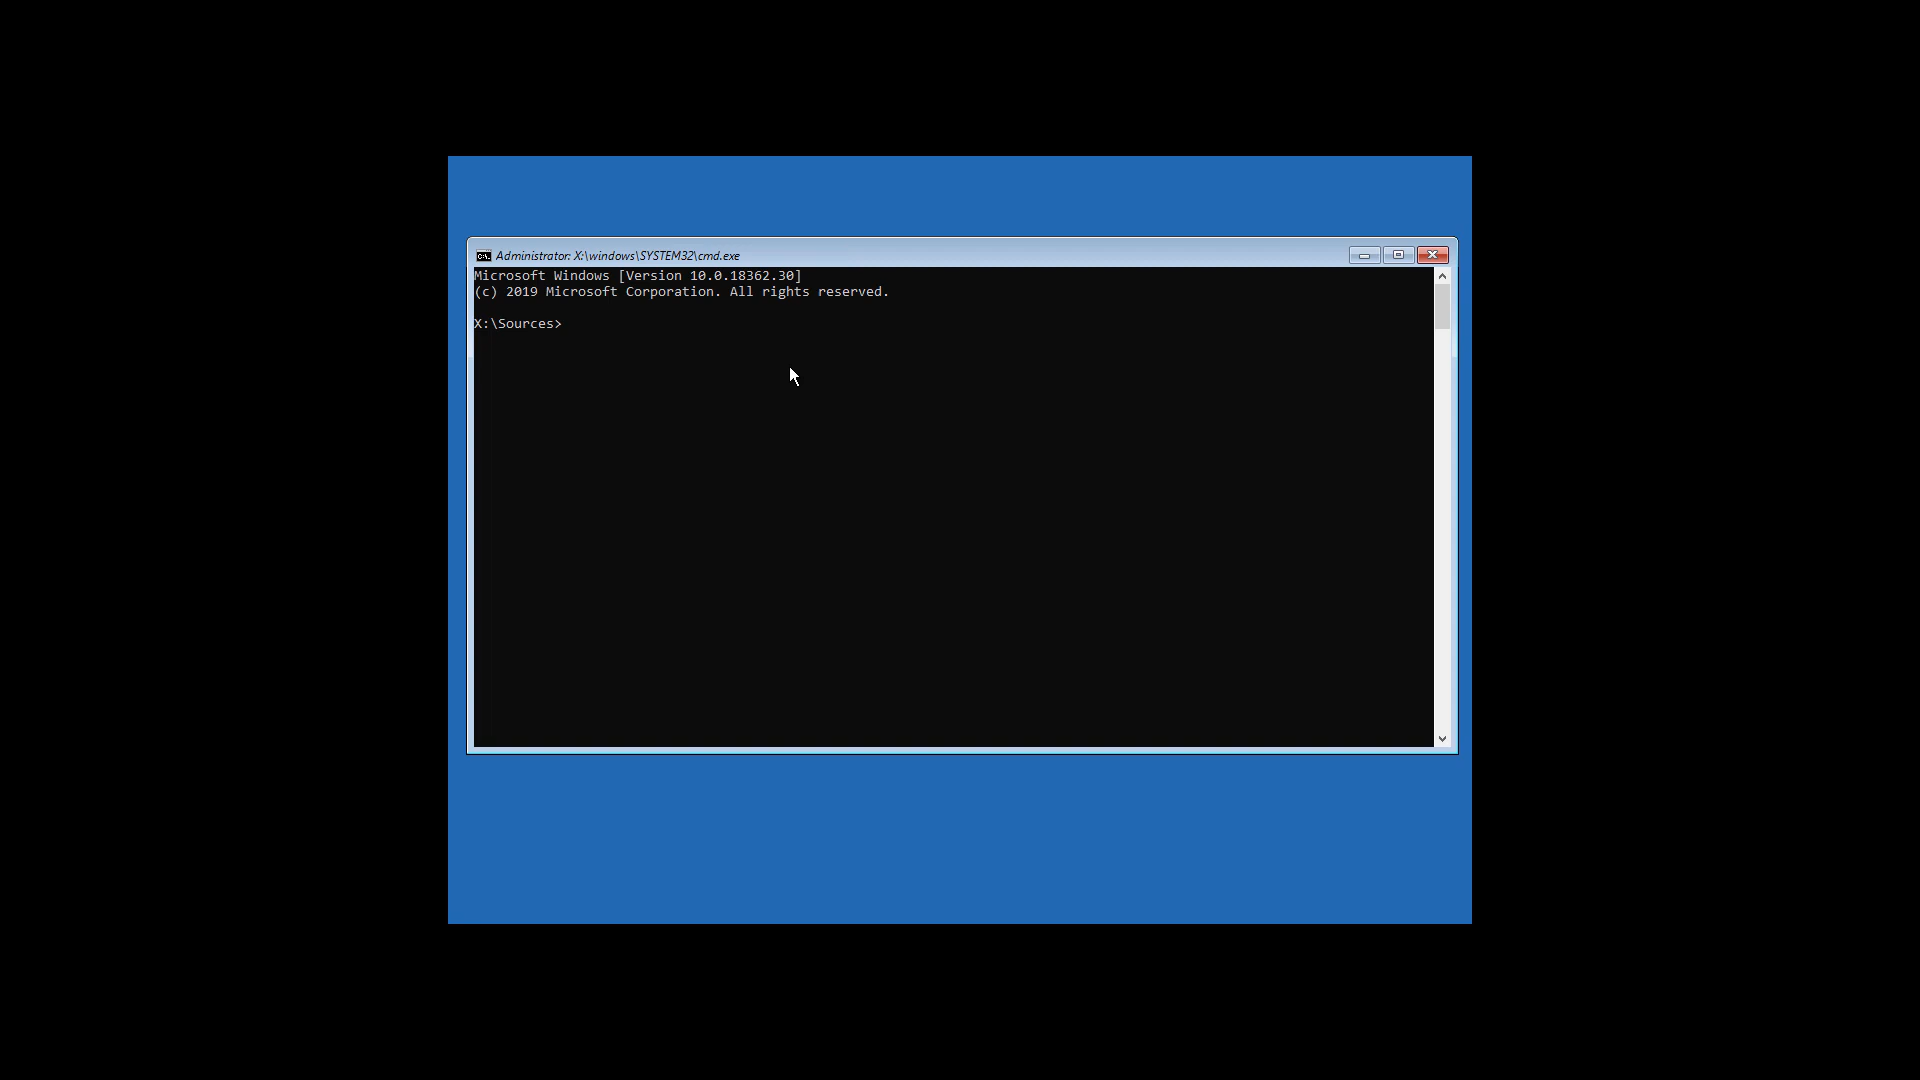 Administrator: X:\windows\SYSTEM32\cmd.exe
Microsoft Windows [Version 10.0.18362.30]
(c) 2019 Microsoft Corporation. All rights reserved.
X:\Sources>